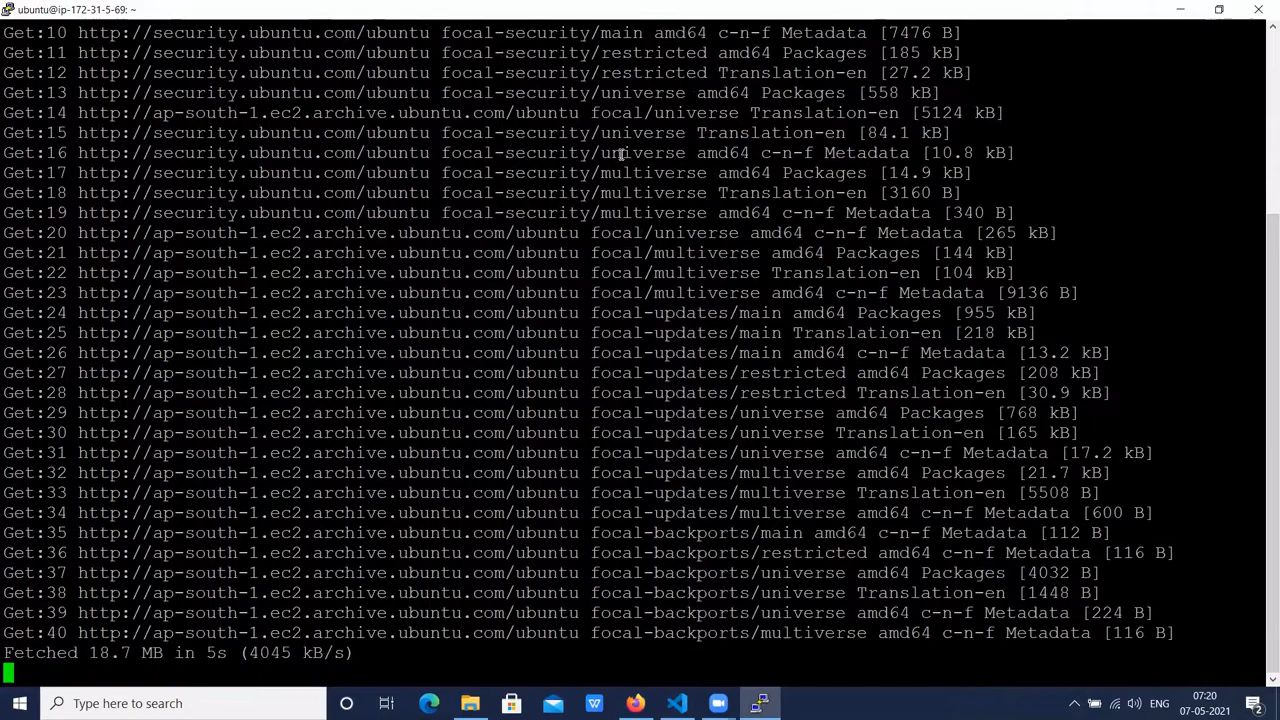 ubuntu@ip-172-31-5-69: ~
Get:10 http://security.ubuntu.com/ubuntu focal-security/main amd64 c-n-f Metadata [7476 B]
Get:11 http://security.ubuntu.com/ubuntu focal-security/restricted amd64 Packages [185 kB]
Get:12 http://security.ubuntu.com/ubuntu focal-security/restricted Translation-en [27.2 kB]
Get:13 http://security.ubuntu.com/ubuntu focal-security/universe amd64 Packages [558 kB]
Get:14 http://ap-south-1.ec2.archive.ubuntu.com/ubuntu focal/universe Translation-en [5124 kB]
Get:15 http://security.ubuntu.com/ubuntu focal-security/universe Translation-en [84.1 kB]
Get:16 http://security.ubuntu.com/ubuntu focal-security/universe amd64 c-n-f Metadata [10.8 kB]
Get:17 http://security.ubuntu.com/ubuntu focal-security/multiverse amd64 Packages [14.9 kB]
Get:18 http://security.ubuntu.com/ubuntu focal-security/multiverse Translation-en [3160 B]
Get:19 http://security.ubuntu.com/ubuntu focal-security/multiverse amd64 c-n-f Metadata [340 B]
Get:20 http://ap-south-1.ec2.archive.ubuntu.com/ubuntu focal/universe amd64 c-n-f Metadata [265 kB]
Get:21 http://ap-south-1.ec2.archive.ubuntu.com/ubuntu focal/multiverse amd64 Packages [144 kB]
Get:22 http://ap-south-1.ec2.archive.ubuntu.com/ubuntu focal/multiverse Translation-en [104 kB]
Get:23 http://ap-south-1.ec2.archive.ubuntu.com/ubuntu focal/multiverse amd64 c-n-f Metadata [9136 B]
Get:24 http://ap-south-1.ec2.archive.ubuntu.com/ubuntu focal-updates/main amd64 Packages [955 kB]
Get:25 http://ap-south-1.ec2.archive.ubuntu.com/ubuntu focal-updates/main Translation-en [218 kB]
Get:26 http://ap-south-1.ec2.archive.ubuntu.com/ubuntu focal-updates/main amd64 c-n-f Metadata [13.2 kB]
Get:27 http://ap-south-1.ec2.archive.ubuntu.com/ubuntu focal-updates/restricted amd64 Packages [208 kB]
Get:28 http://ap-south-1.ec2.archive.ubuntu.com/ubuntu focal-updates/restricted Translation-en [30.9 kB]
Get:29 http://ap-south-1.ec2.archive.ubuntu.com/ubuntu focal-updates/universe amd64 Packages [768 kB]
Get:30 http://ap-south-1.ec2.archive.ubuntu.com/ubuntu focal-updates/universe Translation-en [165 kB]
Get:31 http://ap-south-1.ec2.archive.ubuntu.com/ubuntu focal-updates/universe amd64 c-n-f Metadata [17.2 kB]
Get:32 http://ap-south-1.ec2.archive.ubuntu.com/ubuntu focal-updates/multiverse amd64 Packages [21.7 kB]
Get:33 http://ap-south-1.ec2.archive.ubuntu.com/ubuntu focal-updates/multiverse Translation-en [5508 B]
Get:34 http://ap-south-1.ec2.archive.ubuntu.com/ubuntu focal-updates/multiverse amd64 c-n-f Metadata [600 B]
Get:35 http://ap-south-1.ec2.archive.ubuntu.com/ubuntu focal-backports/main amd64 c-n-f Metadata [112 B]
Get:36 http://ap-south-1.ec2.archive.ubuntu.com/ubuntu focal-backports/restricted amd64 c-n-f Metadata [116 B]
Get:37 http://ap-south-1.ec2.archive.ubuntu.com/ubuntu focal-backports/universe amd64 Packages [4032 B]
Get:38 http://ap-south-1.ec2.archive.ubuntu.com/ubuntu focal-backports/universe Translation-en [1448 B]
Get:39 http://ap-south-1.ec2.archive.ubuntu.com/ubuntu focal-backports/universe amd64 c-n-f Metadata [224 B]
Get:40 http://ap-south-1.ec2.archive.ubuntu.com/ubuntu focal-backports/multiverse amd64 c-n-f Metadata [116 B]
Fetched 18.7 MB in 5s (4045 kB/s)
Type here to search
W
ENG
07:20
07-05-2021
2